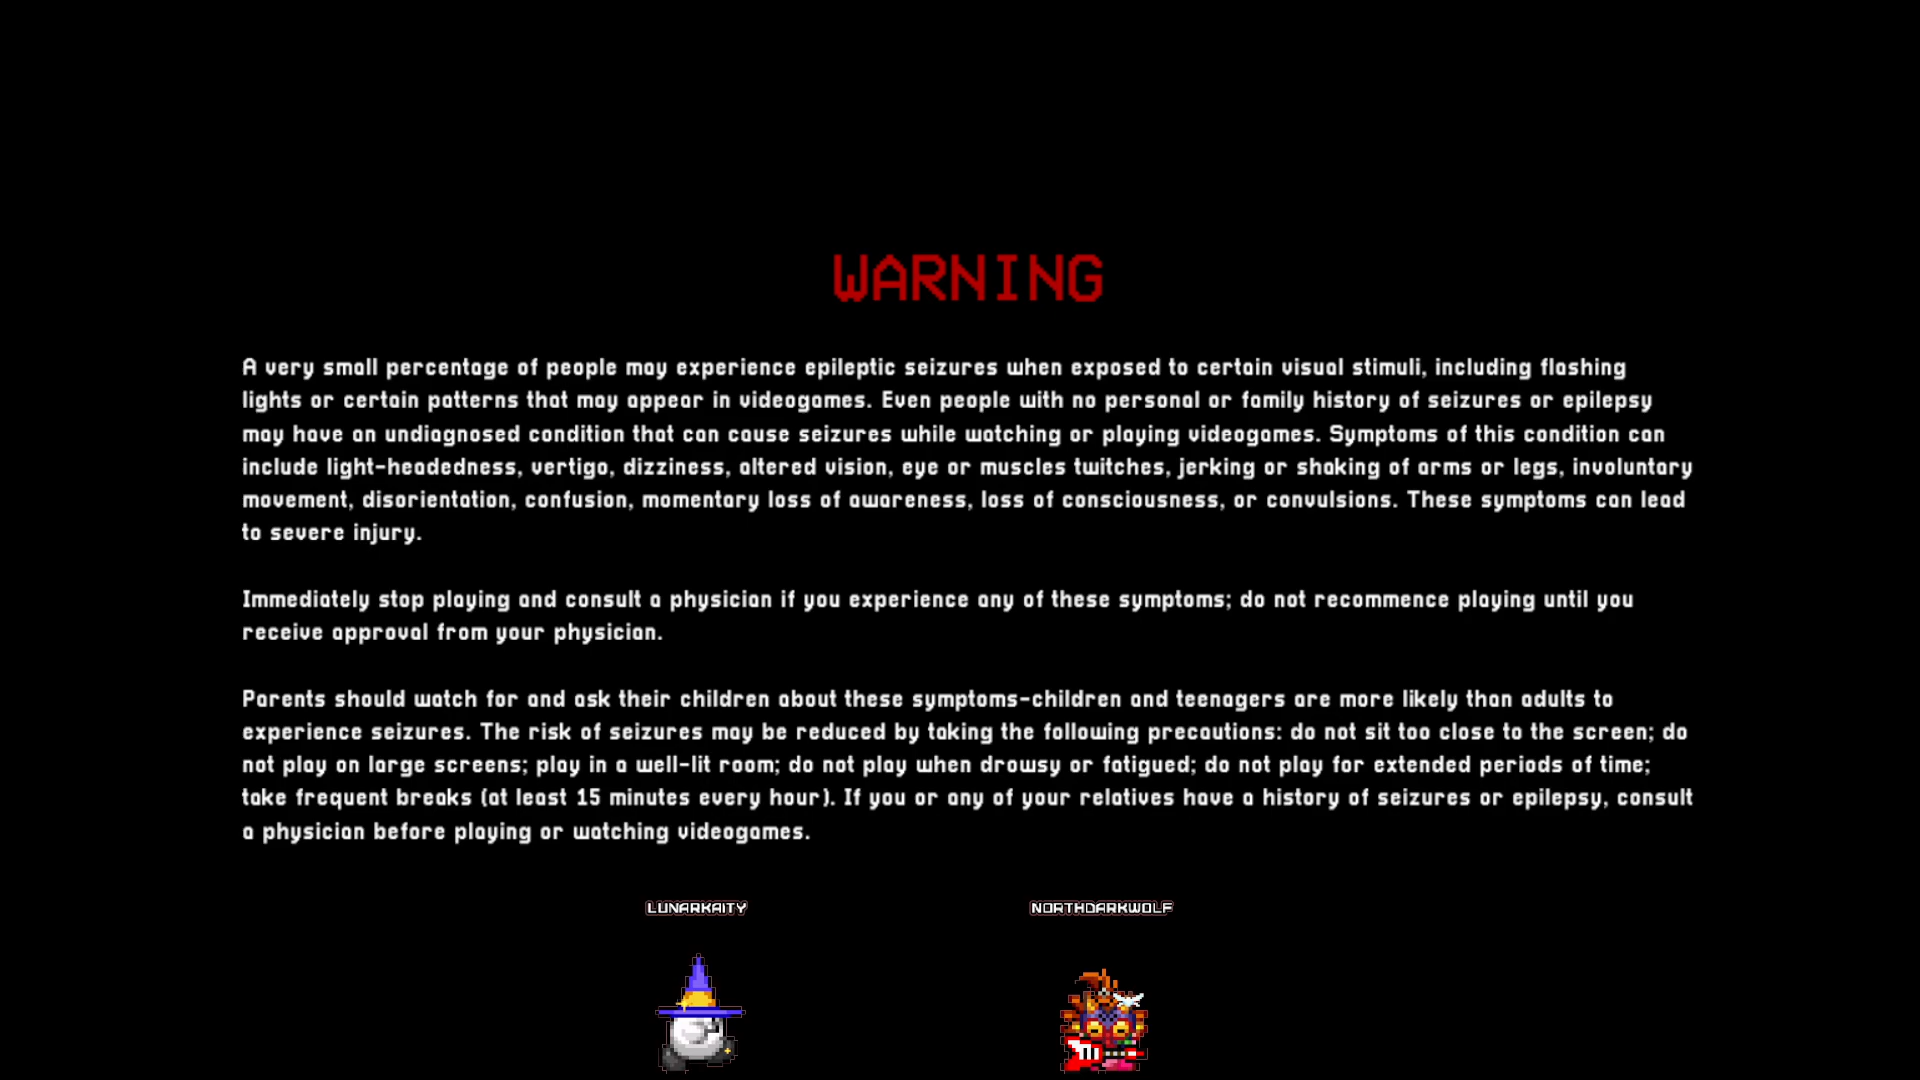 WARNING
A very small percentage of people may experience epileptic seizures when exposed to certain visual stimuli, including flashing
lights or certain patterns that may appear in videogames. Even people with no personal or family history of seizures or epilepsy
may have an undiagnosed condition that can cause seizures while watching or playing videogames. Symptoms of this condition can
include light-headedness, vertigo, dizziness, altered vision, eye or muscles twitches, jerking or shaking of arms or legs, involuntary
movement, disorientation, confusion, momentary loss of awareness, loss of consciousness, or convulsions. These symptoms can lead
to severe injury.
Immediately stop playing and consult a physician if you experience any of these symptoms; do not recommence playing until you
receive approval from your physician.
Parents should watch for and ask their children about these symptoms-children and teenagers are more likely than adults to
experience seizures. The risk of seizures may be reduced by taking the following precautions: do not sit too close to the screen; do
not play on large screens; play in a well-lit room; do not play when drowsy or fatigued; do not play for extended periods of time;
take frequent breaks (at least 15 minutes every hour). If you or any of your relatives have a history of seizures or epilepsy, consult
a physician before playing or watching videogames.
LUNARKAITY
NORTHDARKWOLF